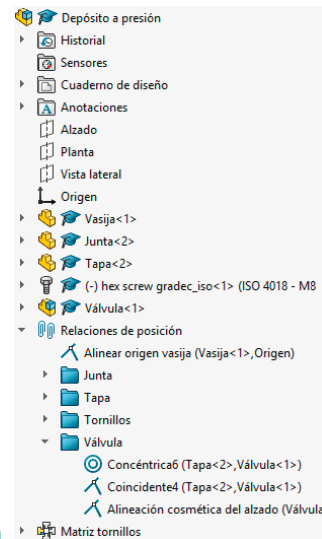 Depósito a presión
Historial
Sensores
Cuaderno de diseño
Anotaciones
Alzado
Planta
Vista lateral
Origen
Vasija<1>
Junta<2>
Tapa<2>
(-) hex screw gradec_iso<1> (ISO 4018 - M8
Válvula<1>
Relaciones de posición
Alinear origen vasija (Vasija<1>,Origen)
Junta
Tapa
Tornillos
Válvula
Concéntrica6 (Tapa<2>,Válvula<1>)
Coincidente4 (Tapa<2>,Válvula<1>)
Alineación cosmética del alzado (Válvula
Matriz tornillos